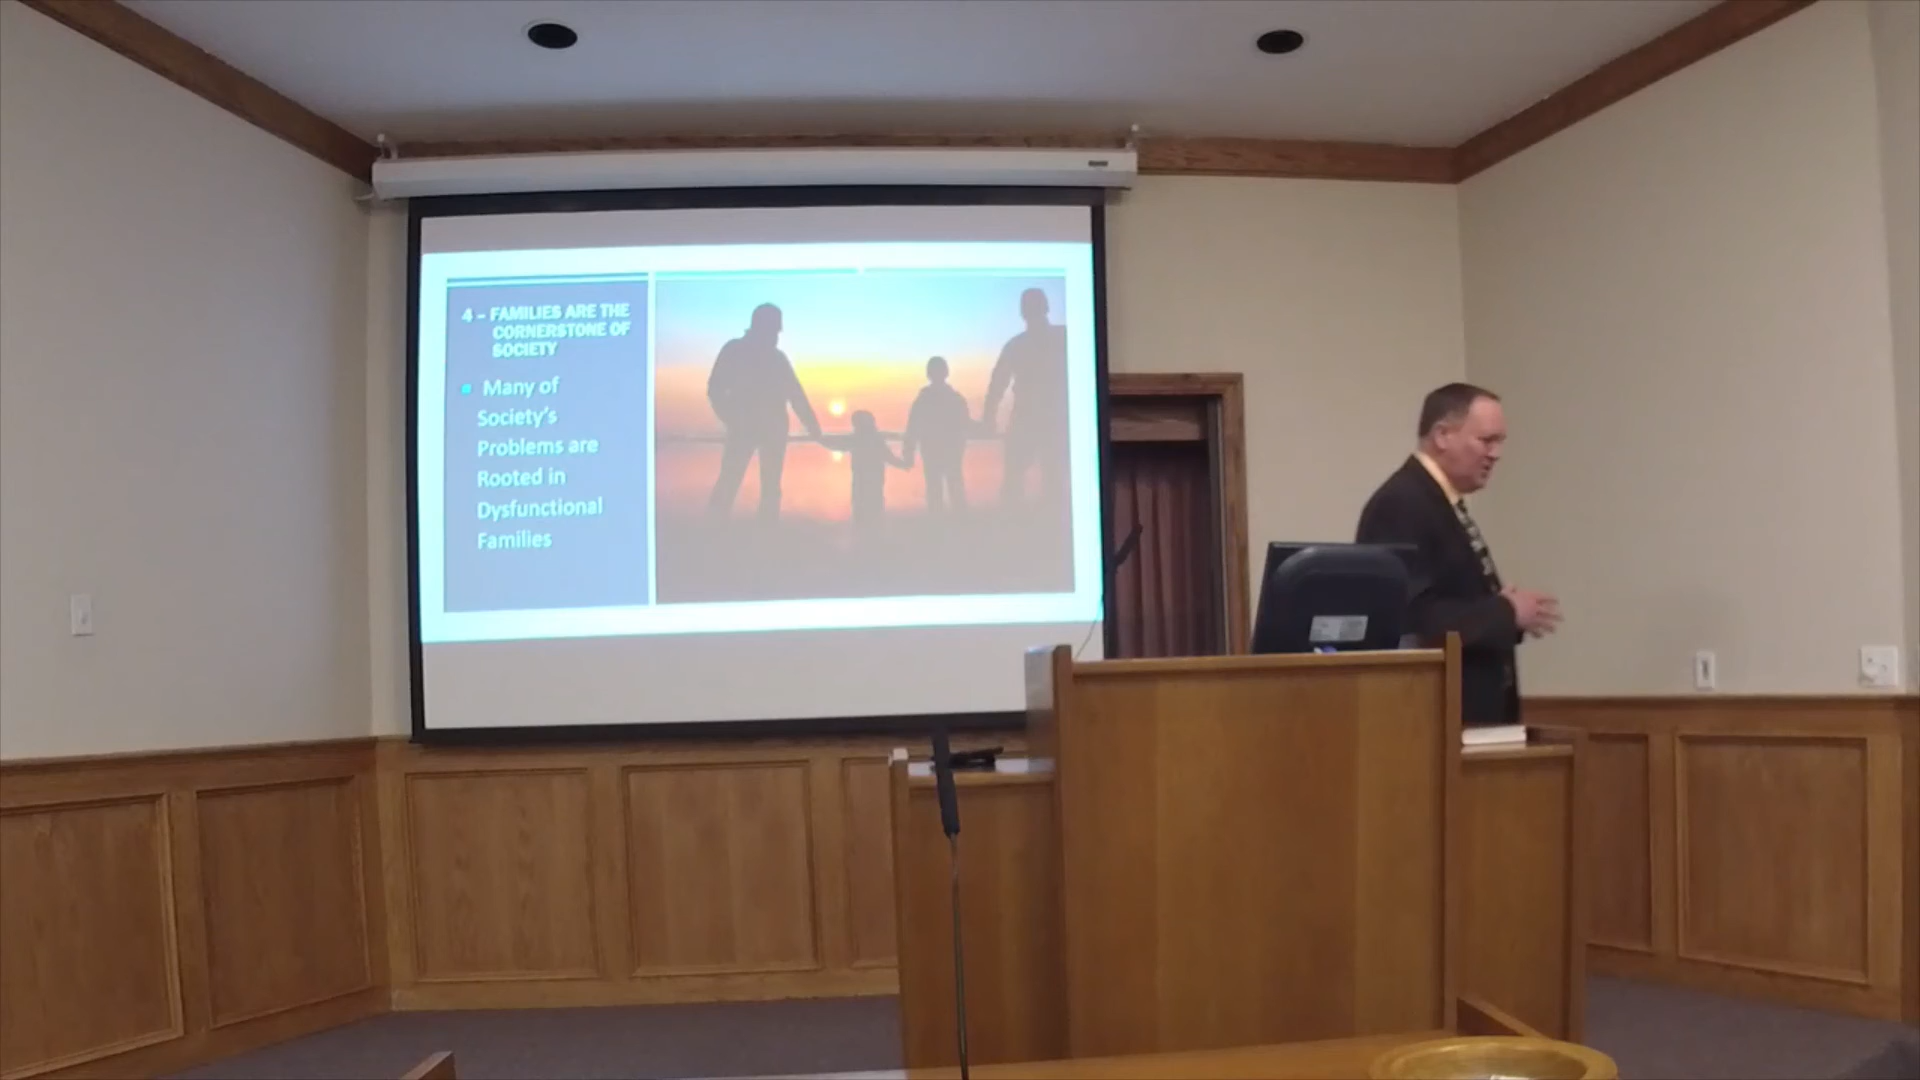 4 – FAMILIES ARE THE
CORNERSTONE OF
SOCIETY
Many of
Society's
Problems are
Rooted in
Dysfunctional
Families